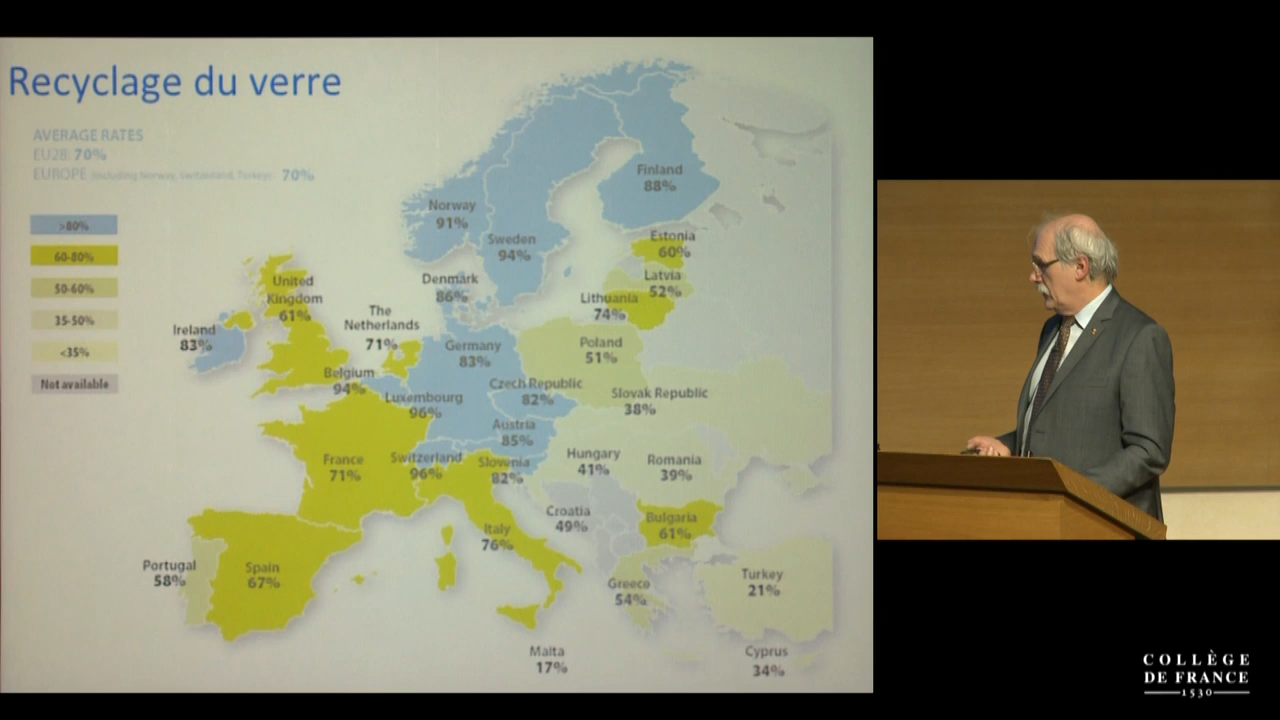 Recyclage du verre
AVERAGE RATES
EU28: 70%
EUROPE (including Norway, Switzerland, Turkey): 70%
>80%
60-80%
50-60%
35-50%
<35%
Not available
Finland
88%
Norway
91%
Sweden
94%
Estonia
60%
Latvia
52%
Denmark
86%
Lithuania
74%
United
Kingdom
61%
The
Netherlands
71%
Ireland
83%
Germany
83%
Poland
51%
Belgium
94%
Luxembourg
96%
Czech Republic
82%
Slovak Republic
38%
Austria
85%
France
71%
Switzerland
96%
Slovenia
82%
Hungary
41%
Romania
39%
Croatia
49%
Bulgaria
61%
Italy
76%
Portugal
58%
Spain
67%
Greece
54%
Turkey
21%
Malta
17%
Cyprus
34%
COLLÈGE
DE FRANCE
1530